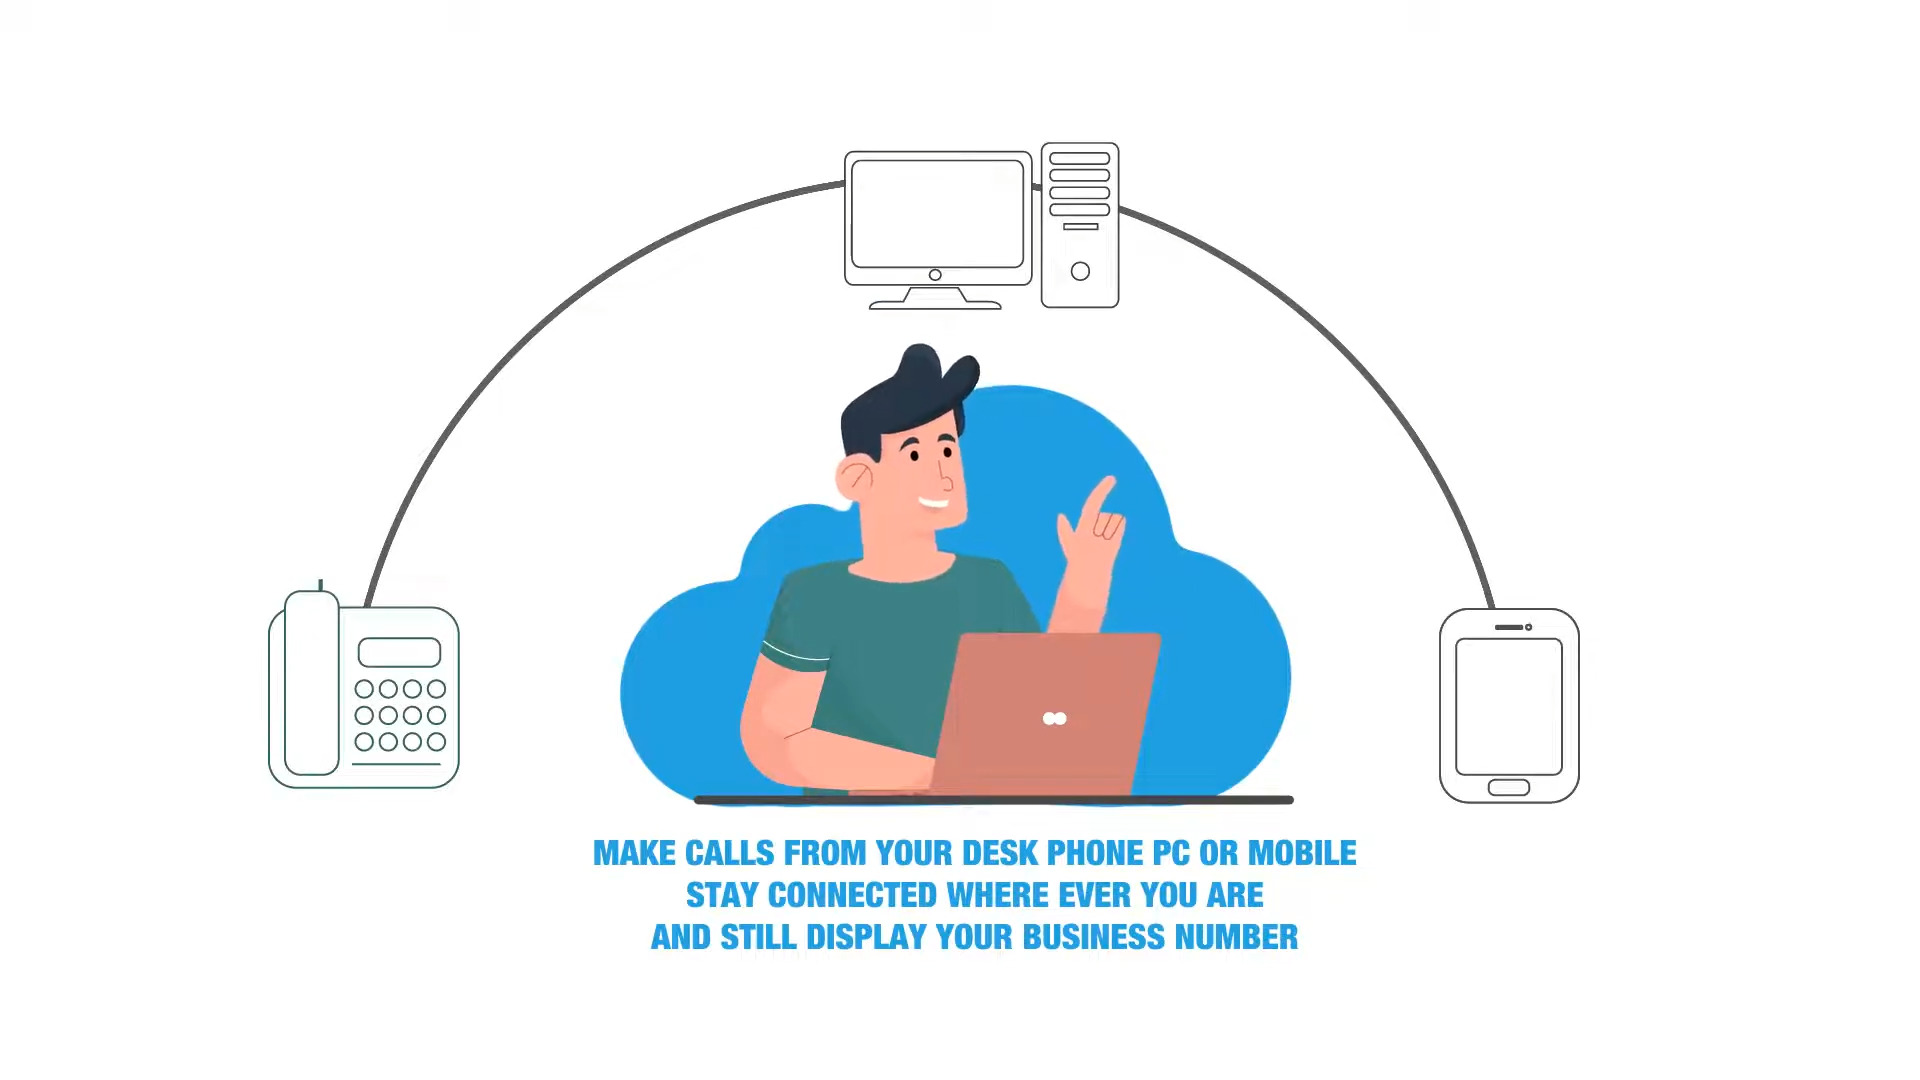 MAKE CALLS FROM YOUR DESK PHONE PC OR MOBILE
STAY CONNECTED WHERE EVER YOU ARE
AND STILL DISPLAY YOUR BUSINESS NUMBER